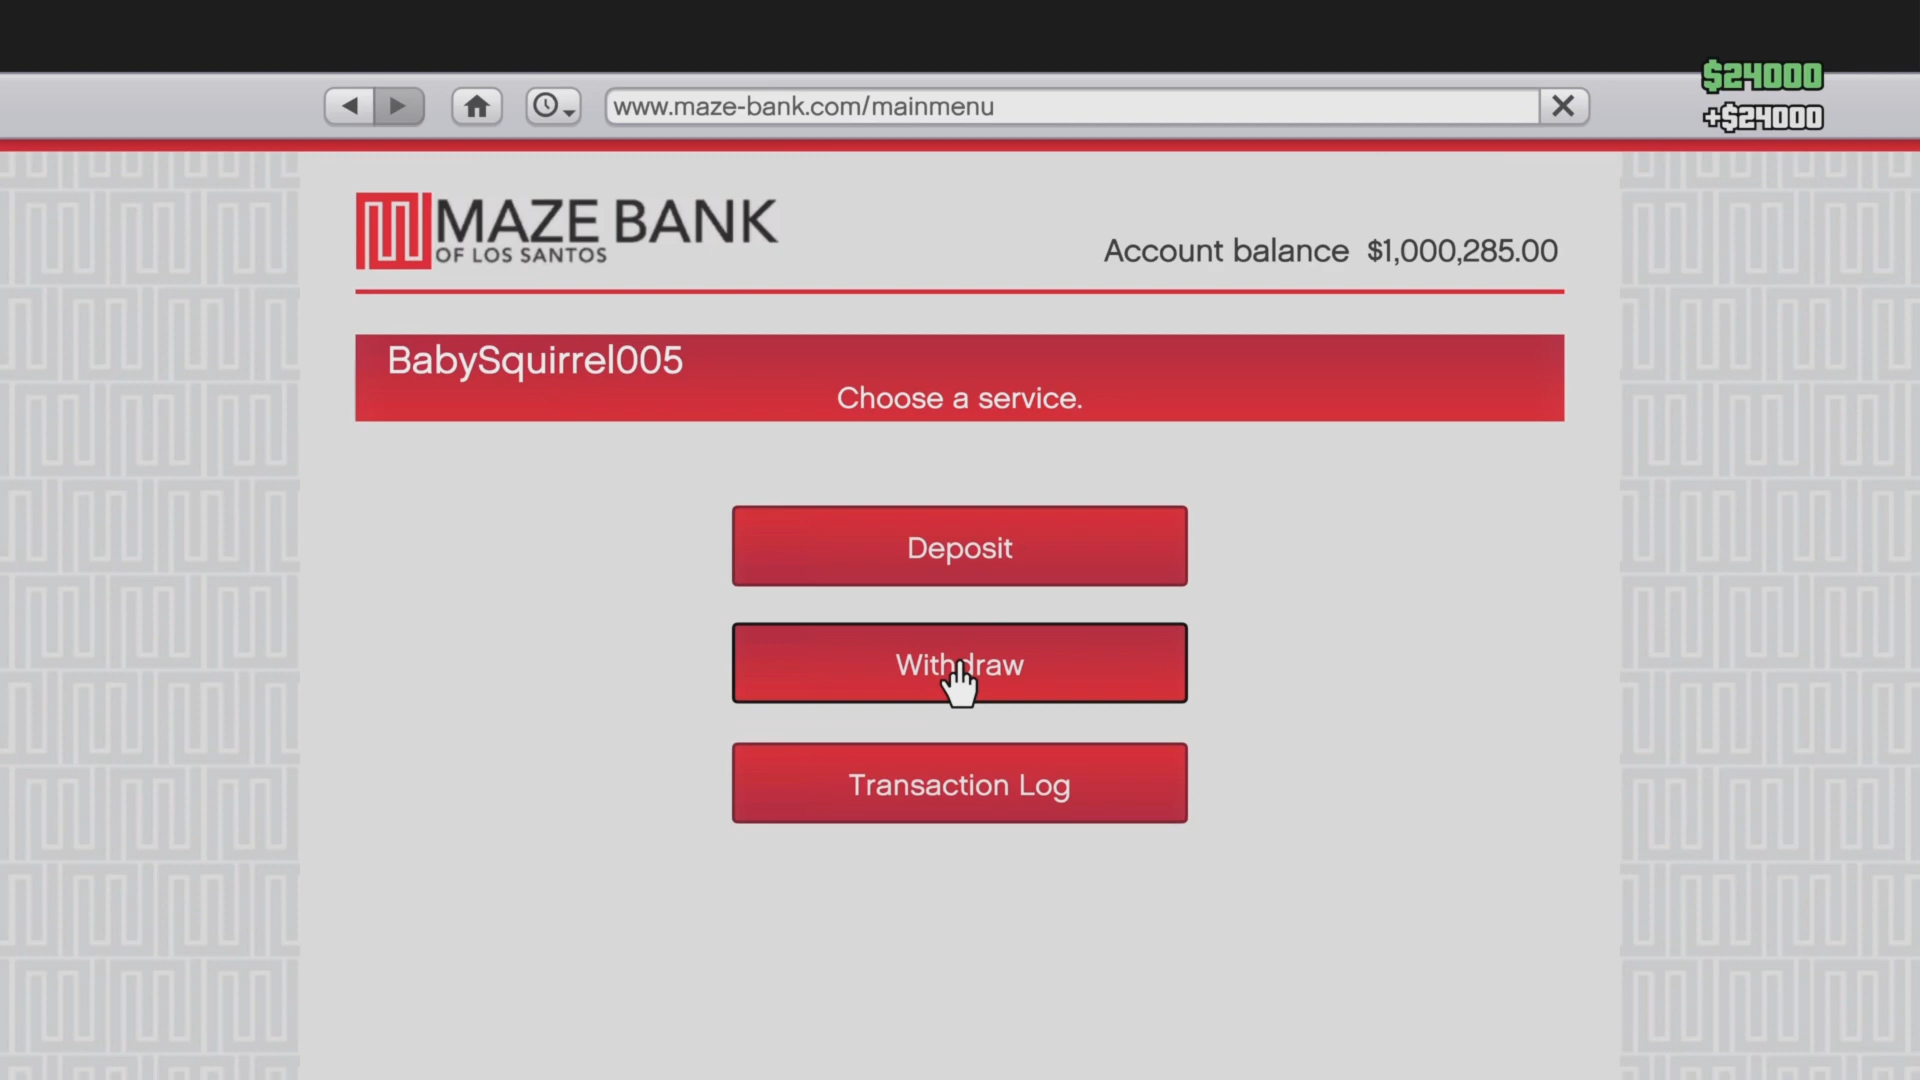 $24000
www.maze-bank.com/mainmenu
+$24000
MAZE BANK
OF LOS SANTOS
Account balance $1,000,285.00
BabySquirrel005
Choose a service.
Deposit
Withdraw
Transaction Log